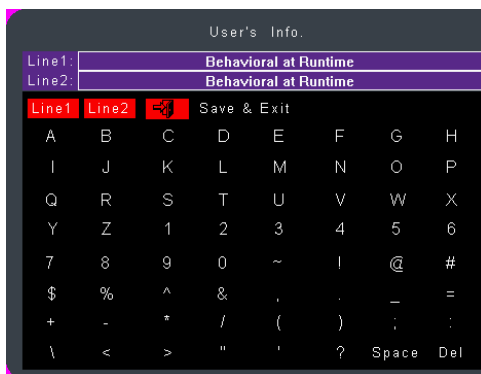 User's Info.
Line1: Behavioral at Runtime
Line2: Behavioral at Runtime
Line1 Line2 Save & Exit
A B C D E F G H
I J K L M N O P
Q R S T U V W X
Y Z 1 2 3 4 5 6
7 8 9 0 ~ ! @ #
$ % ^ & , . _ =
+ - * / ( ) ; :
\ < > " ' ? Space Del